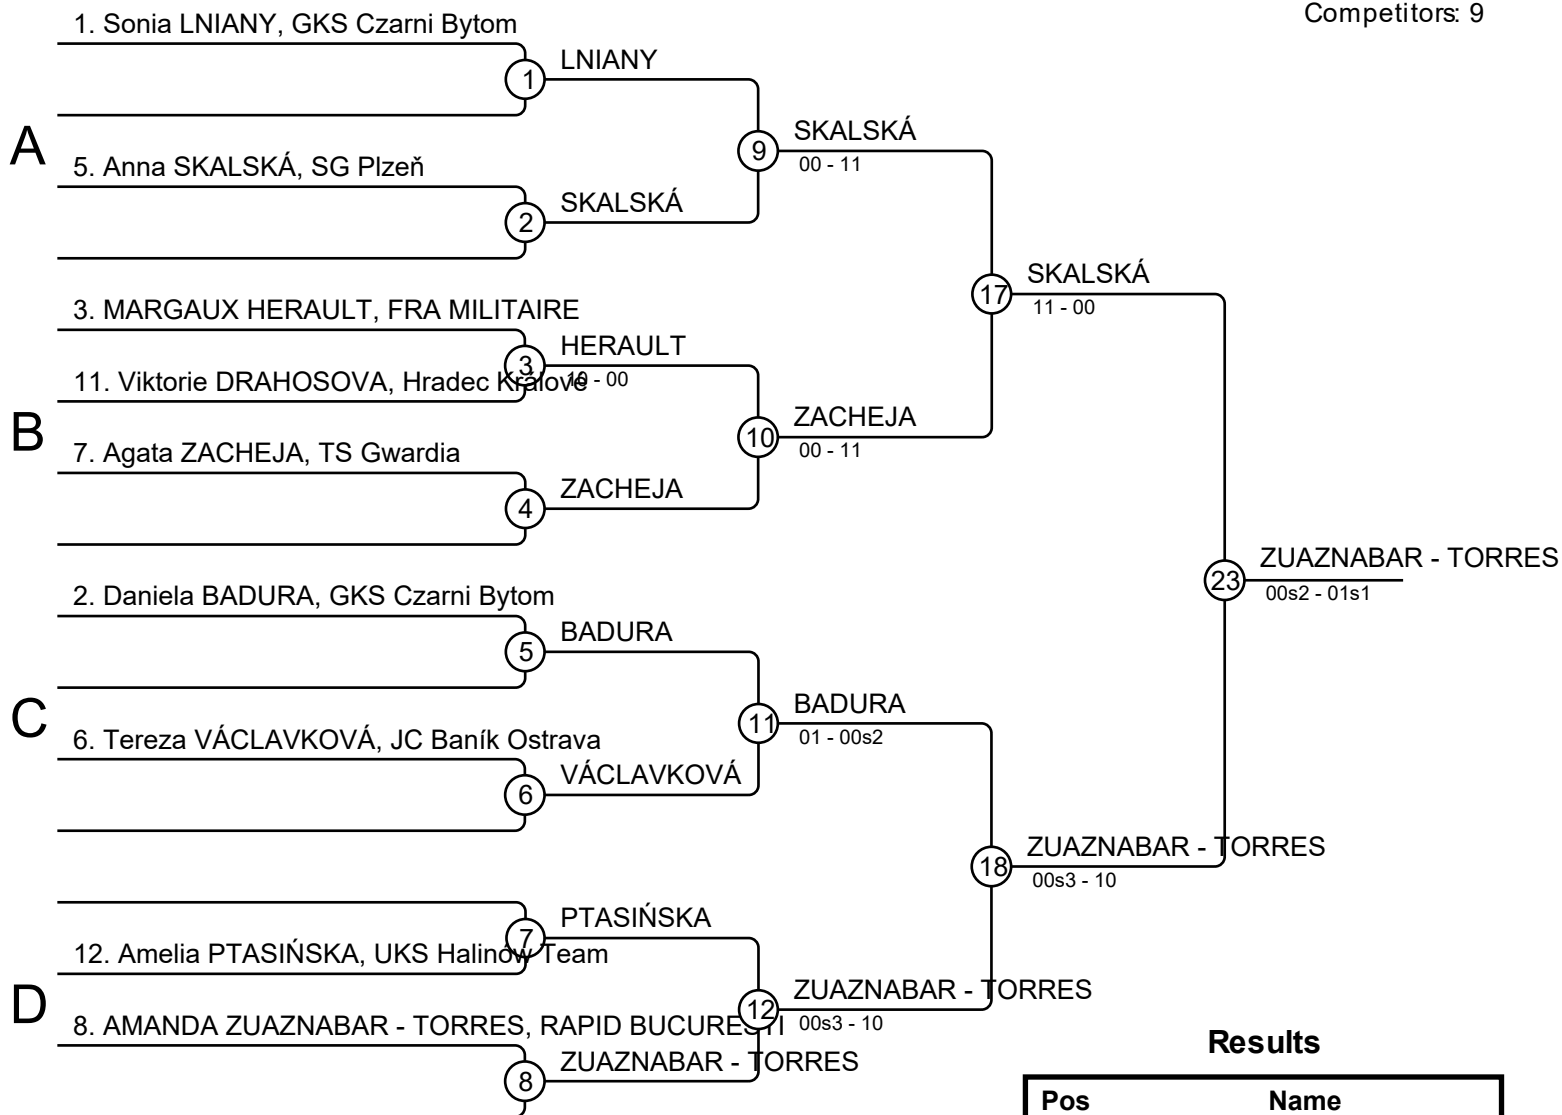 Competitors: 9
1. Sonia LNIANY, GKS Czarni Bytom
1
LNIANY
A
9
SKALSKÁ
00 - 11
5. Anna SKALSKÁ, SG Plzeň
2
SKALSKÁ
17
SKALSKÁ
11 - 00
3. MARGAUX HERAULT, FRA MILITAIRE
3
HERAULT
10 - 00
11. Viktorie DRAHOSOVA, Hradec Králové
B
10
ZACHEJA
00 - 11
7. Agata ZACHEJA, TS Gwardia
4
ZACHEJA
23
ZUAZNABAR - TORRES
00s2 - 01s1
2. Daniela BADURA, GKS Czarni Bytom
5
BADURA
C
11
BADURA
01 - 00s2
6. Tereza VÁCLAVKOVÁ, JC Baník Ostrava
6
VÁCLAVKOVÁ
18
ZUAZNABAR - TORRES
00s3 - 10
7
PTASIŃSKA
12. Amelia PTASIŃSKA, UKS Halinów Team
D
12
ZUAZNABAR - TORRES
00s3 - 10
8. AMANDA ZUAZNABAR - TORRES, RAPID BUCURESTI
8
ZUAZNABAR - TORRES
Results
Pos Name